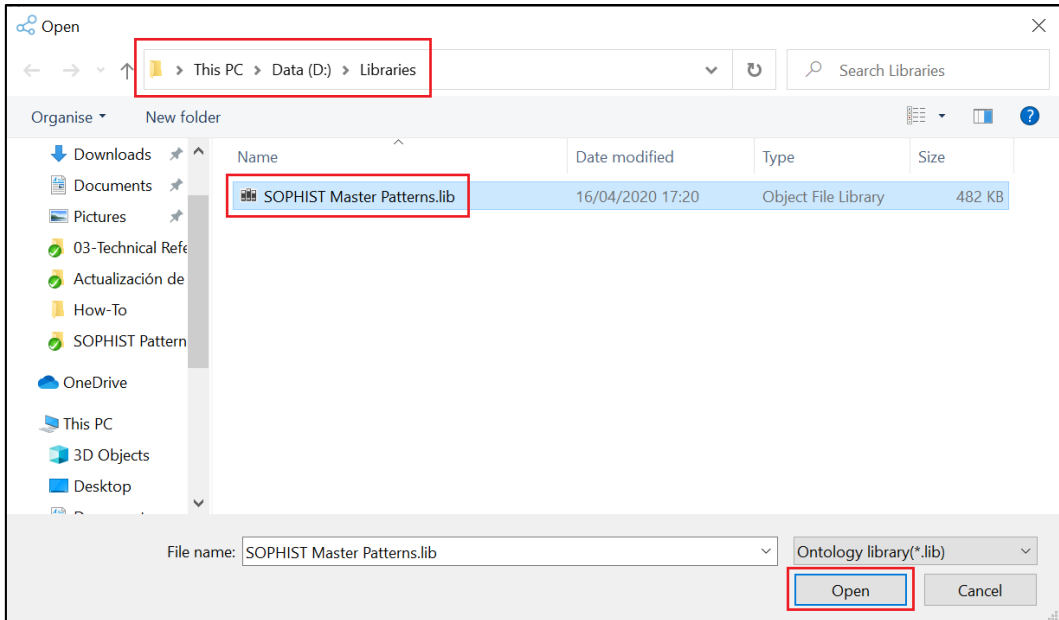 Open
This PC > Data (D:) > Libraries
Search Libraries
Organise
New folder
?
Downloads
Documents
Pictures
03-Technical Refe
Actualización de
How-To
SOPHIST Pattern
OneDrive
This PC
3D Objects
Desktop
Name Date modified Type Size
SOPHIST Master Patterns.lib 16/04/2020 17:20 Object File Library 482 KB
File name: SOPHIST Master Patterns.lib Ontology library(*.lib)
Open Cancel